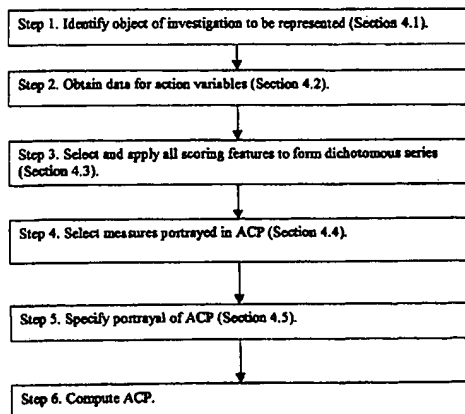 Step 1. Identify object of investigation to be represented (Section 4.1).
Step 2. Obtain data for action variables (Section 4.2).
Step 3. Select and apply all scoring features to form dichotomous series
(Section 4.3).
Step 4. Select measures portrayed in ACP (Section 4.4).
Step 5. Specify portrayal of ACP (Section 4.5).
Step 6. Compute ACP.